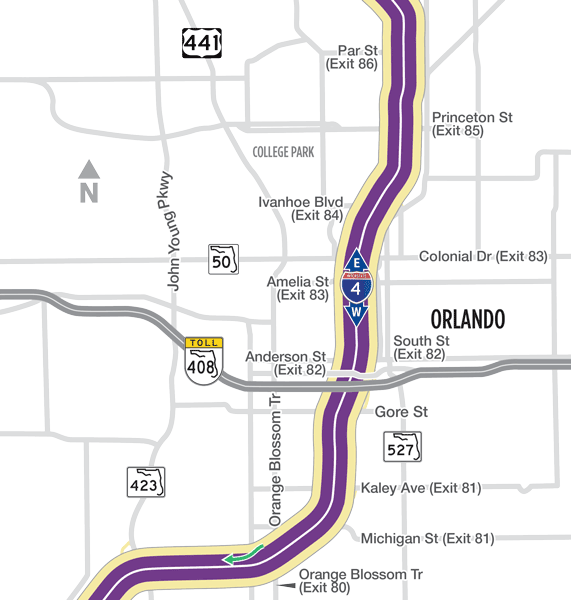 441
Par St
(Exit 86)
Princeton St
(Exit 85)
COLLEGE PARK
N
John Young Pkwy
Ivanhoe Blvd
(Exit 84)
50
Colonial Dr (Exit 83)
E
Amelia St
(Exit 83)
INTERSTATE
4
W
ORLANDO
TOLL
408
Anderson St
(Exit 82)
South St
(Exit 82)
Orange Blossom Tr
Gore St
527
423
Kaley Ave (Exit 81)
Michigan St (Exit 81)
Orange Blossom Tr
(Exit 80)